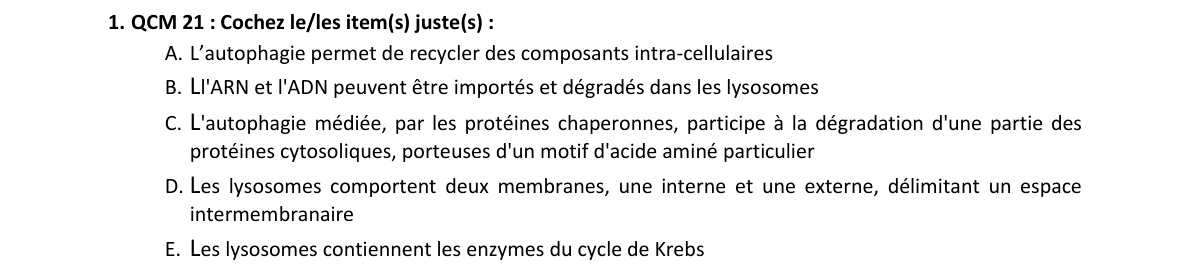 1. QCM 21 : Cochez le/les item(s) juste(s) :
A. L’autophagie permet de recycler des composants intra-cellulaires
B. Ll'ARN et l'ADN peuvent être importés et dégradés dans les lysosomes
C. L'autophagie médiée, par les protéines chaperonnes, participe à la dégradation d'une partie des
protéines cytosoliques, porteuses d'un motif d'acide aminé particulier
D. Les lysosomes comportent deux membranes, une interne et une externe, délimitant un espace
intermembranaire
E. Les lysosomes contiennent les enzymes du cycle de Krebs